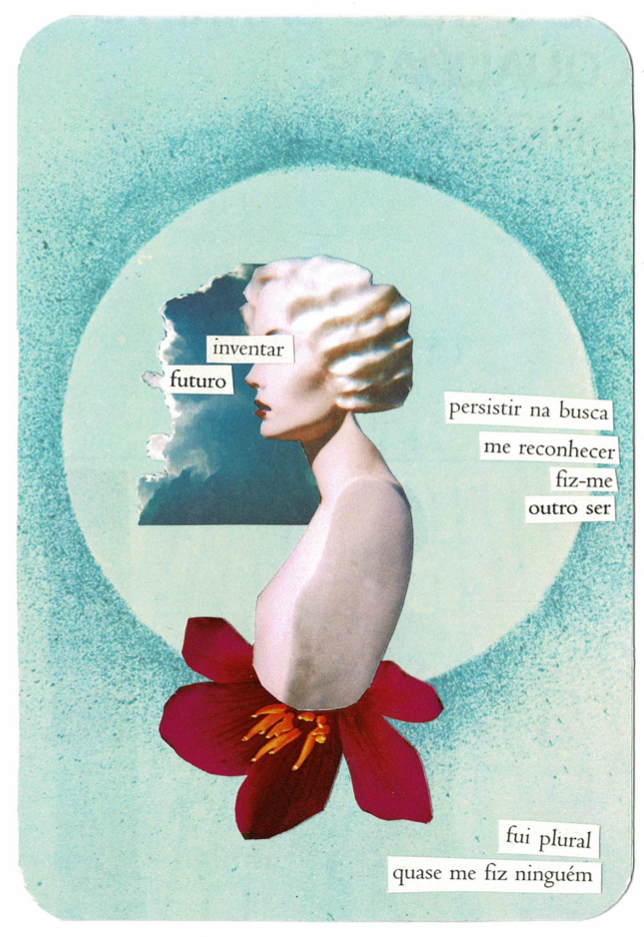 inventar
futuro
persistir na busca
me reconhecer
fiz-me
outro ser
fui plural
quase me fiz ninguém